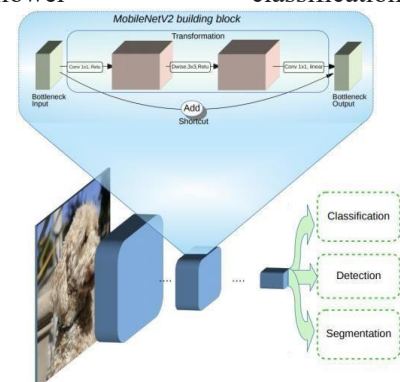 classification
MobileNetV2 building block
Transformation
Conv 1x1, Relu
Dwise,3x3,Relu
Conv 1x1, linear
Bottleneck
Input
Bottleneck
Output
Add
Shortcut
....
....
Classification
Detection
Segmentation